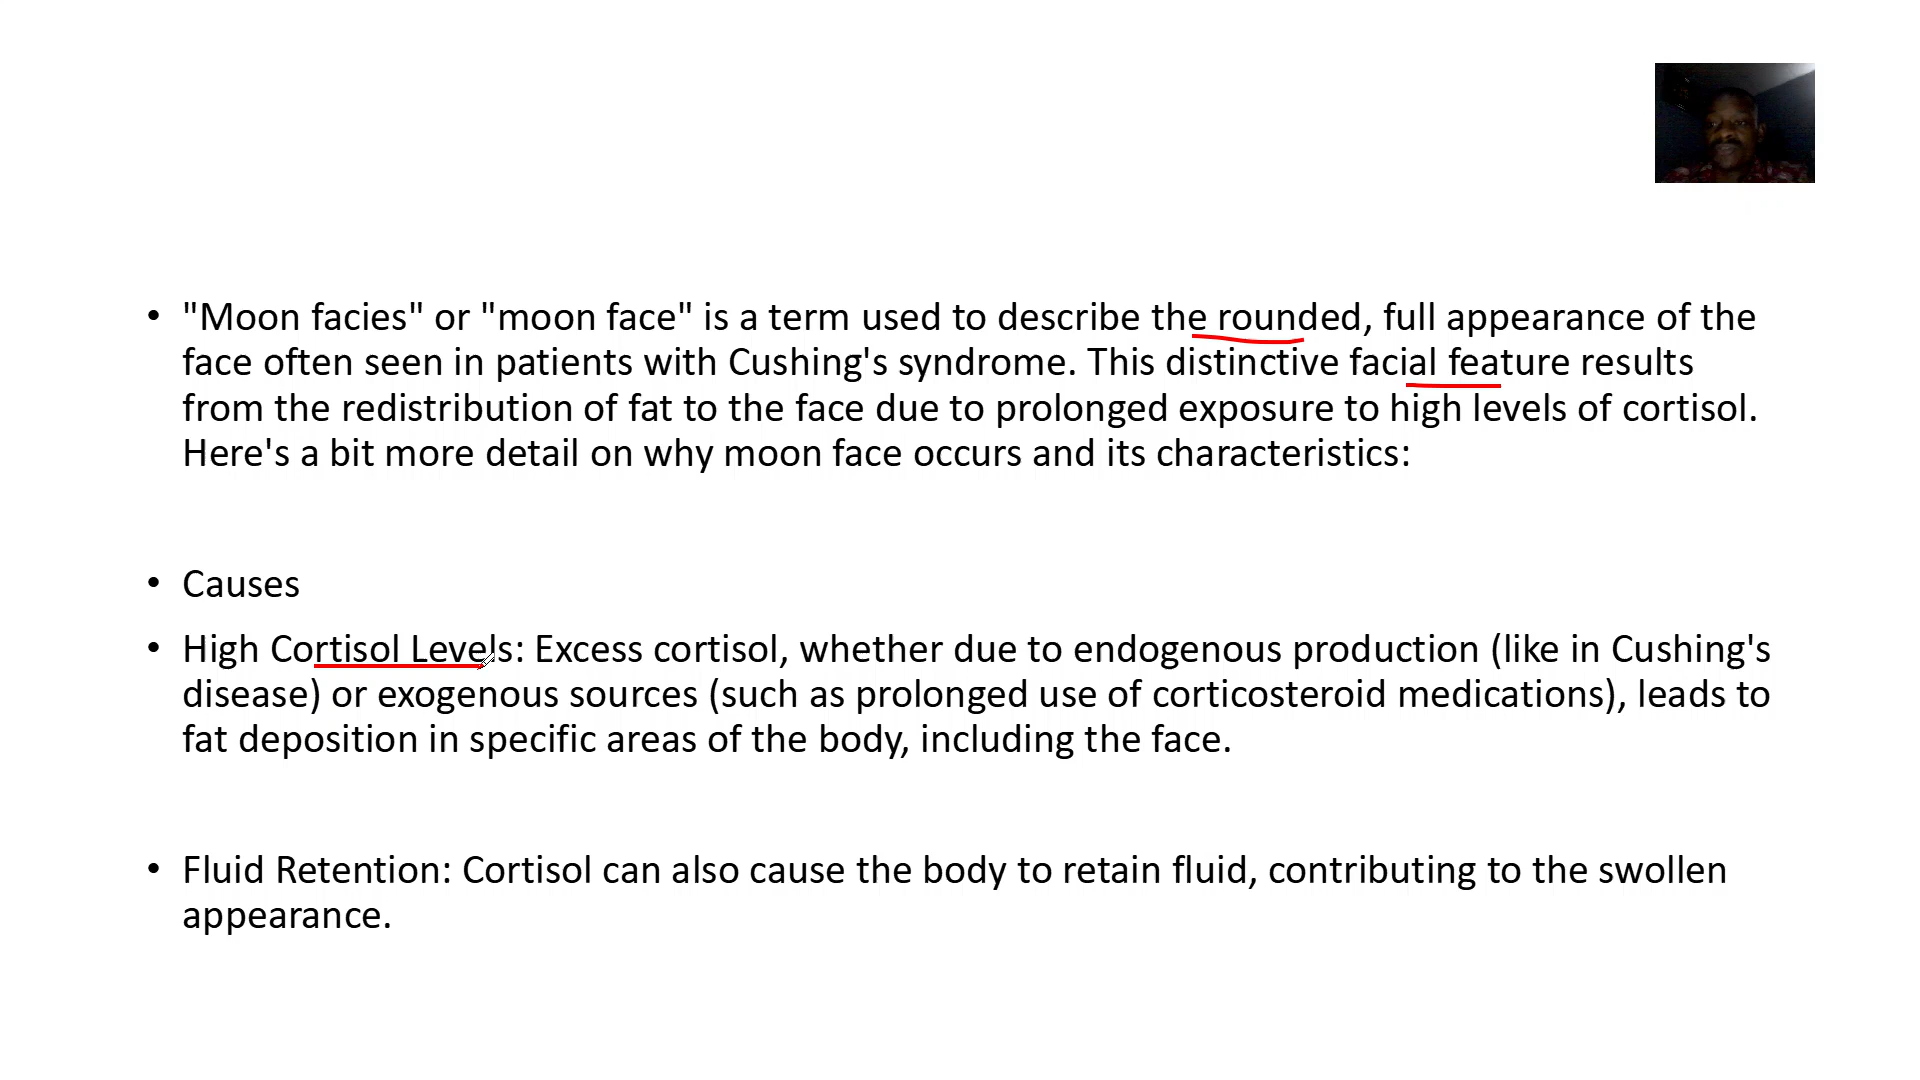 • "Moon facies" or "moon face" is a term used to describe the rounded, full appearance of the
face often seen in patients with Cushing's syndrome. This distinctive facial feature results
from the redistribution of fat to the face due to prolonged exposure to high levels of cortisol.
Here's a bit more detail on why moon face occurs and its characteristics:
• Causes
• High Cortisol Levels: Excess cortisol, whether due to endogenous production (like in Cushing's
disease) or exogenous sources (such as prolonged use of corticosteroid medications), leads to
fat deposition in specific areas of the body, including the face.
• Fluid Retention: Cortisol can also cause the body to retain fluid, contributing to the swollen
appearance.